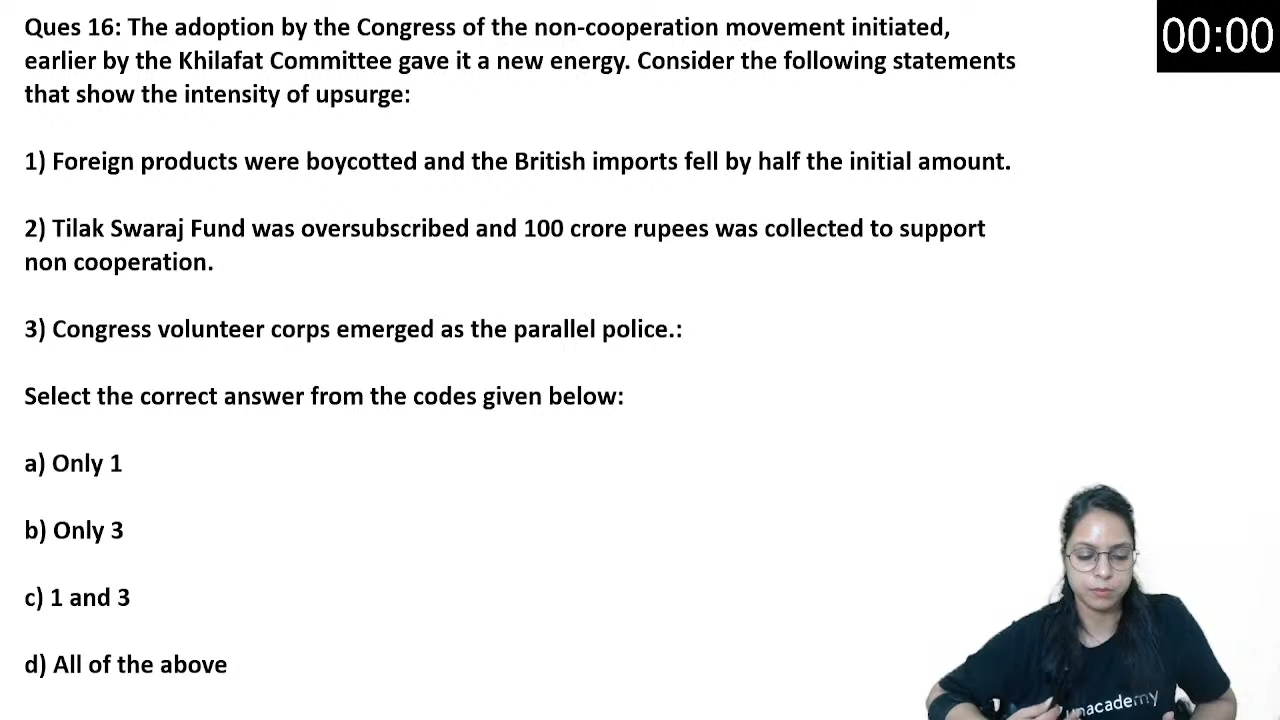 Ques 16: The adoption by the Congress of the non-cooperation movement initiated,
earlier by the Khilafat Committee gave it a new energy. Consider the following statements
that show the intensity of upsurge:
00:00
1) Foreign products were boycotted and the British imports fell by half the initial amount.
2) Tilak Swaraj Fund was oversubscribed and 100 crore rupees was collected to support
non cooperation.
3) Congress volunteer corps emerged as the parallel police.:
Select the correct answer from the codes given below:
a) Only 1
b) Only 3
c) 1 and 3
d) All of the above
unacademy